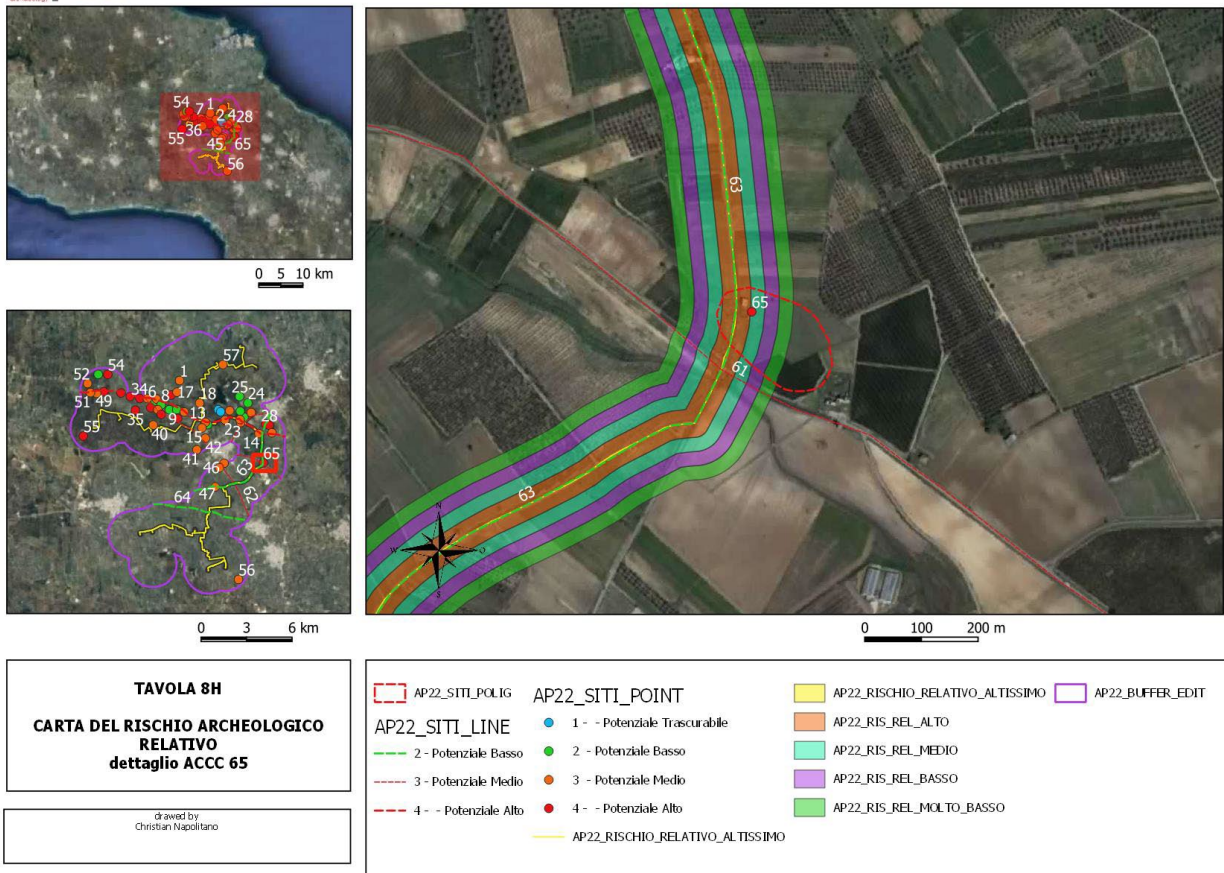 54 7 1 1
2 4 28
36
55 45 65
56
0 5 10 km
63
65
61
63
N
W O
S
0 100 200 m
57
52 54 1
25 24
51 49 34 6 8 17 18
35 9 13 28
55 40 15 23 14
42
41 65
46 63
47 62
64
56
0 3 6 km
TAVOLA 8H
CARTA DEL RISCHIO ARCHEOLOGICO
RELATIVO
dettaglio ACCC 65
drawed by
Christian Napolitano
AP22_SITI_POLIG
AP22_SITI_LINE
2 - Potenziale Basso
3 - Potenziale Medio
4 - - Potenziale Alto
AP22_SITI_POINT
1 - - Potenziale Trascurabile
2 - Potenziale Basso
3 - Potenziale Medio
4 - - Potenziale Alto
AP22_RISCHIO_RELATIVO_ALTISSIMO
AP22_RISCHIO_RELATIVO_ALTISSIMO
AP22_RIS_REL_ALTO
AP22_RIS_REL_MEDIO
AP22_RIS_REL_BASSO
AP22_RIS_REL_MOLTO_BASSO
AP22_BUFFER_EDIT